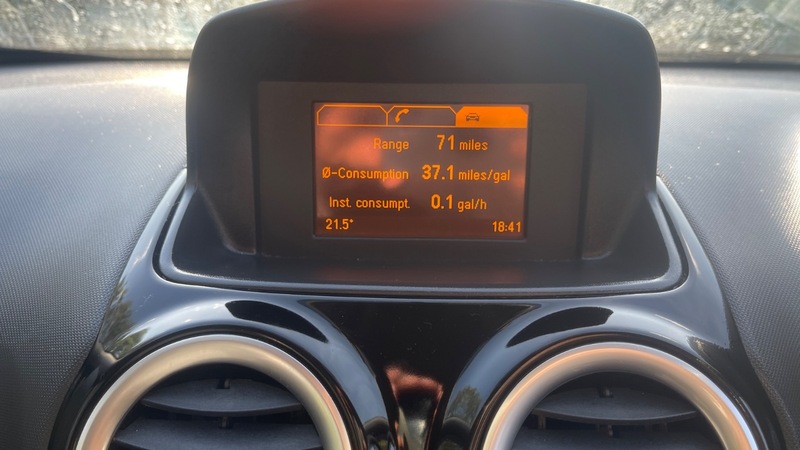 Range 71 miles
Ø-Consumption 37.1 miles/gal
Inst. consumpt. 0.1 gal/h
21.5° 18:41